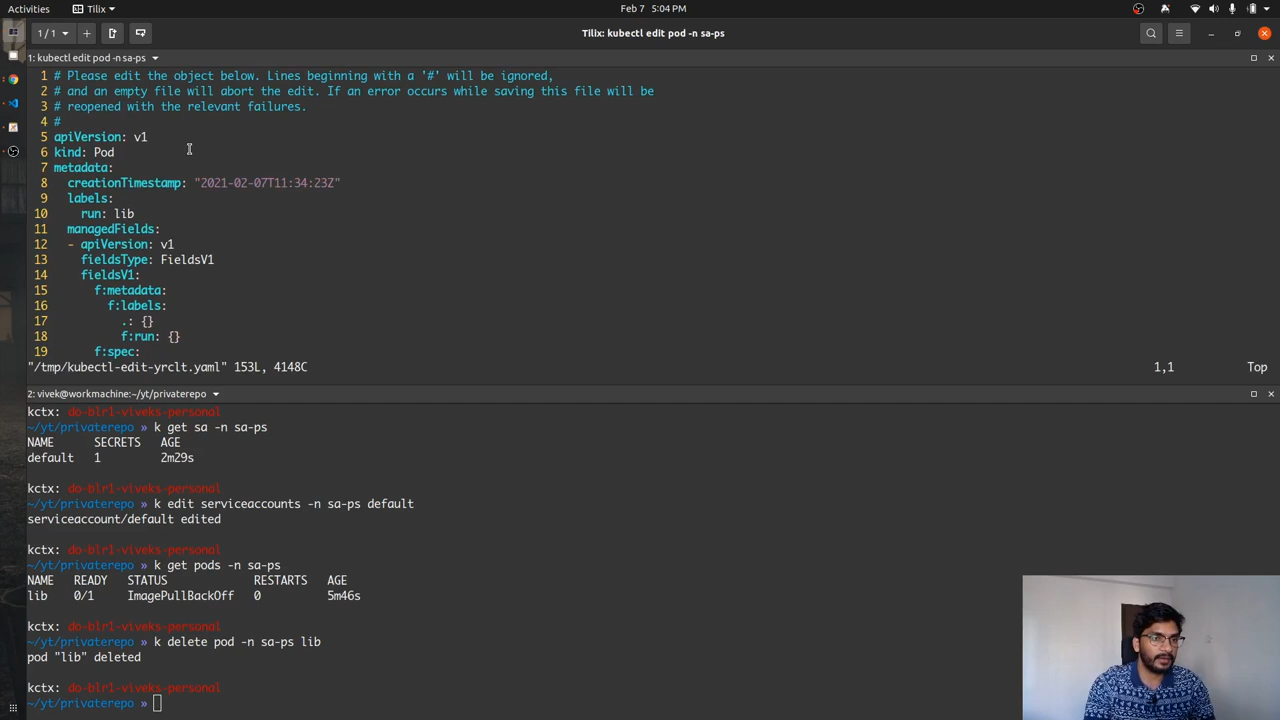 Activities
Tilix
Feb 7 5:04 PM
1 / 1
Tilix: kubectl edit pod -n sa-ps
1: kubectl edit pod -n sa-ps
1 # Please edit the object below. Lines beginning with a '#' will be ignored,
2 # and an empty file will abort the edit. If an error occurs while saving this file will be
3 # reopened with the relevant failures.
4 #
5 apiVersion: v1
6 kind: Pod
7 metadata:
8 creationTimestamp: "2021-02-07T11:34:23Z"
9 labels:
10 run: lib
11 managedFields:
12 - apiVersion: v1
13 fieldsType: FieldsV1
14 fieldsV1:
15 f:metadata:
16 f:labels:
17 .: {}
18 f:run: {}
19 f:spec:
"/tmp/kubectl-edit-yrclt.yaml" 153L, 4148C 1,1 Top
2: vivek@workmachine:~/yt/privaterepo
kctx: do-blr1-viveks-personal
~/yt/privaterepo » k get sa -n sa-ps
NAME SECRETS AGE
default 1 2m29s
kctx: do-blr1-viveks-personal
~/yt/privaterepo » k edit serviceaccounts -n sa-ps default
serviceaccount/default edited
kctx: do-blr1-viveks-personal
~/yt/privaterepo » k get pods -n sa-ps
NAME READY STATUS RESTARTS AGE
lib 0/1 ImagePullBackOff 0 5m46s
kctx: do-blr1-viveks-personal
~/yt/privaterepo » k delete pod -n sa-ps lib
pod "lib" deleted
kctx: do-blr1-viveks-personal
~/yt/privaterepo »